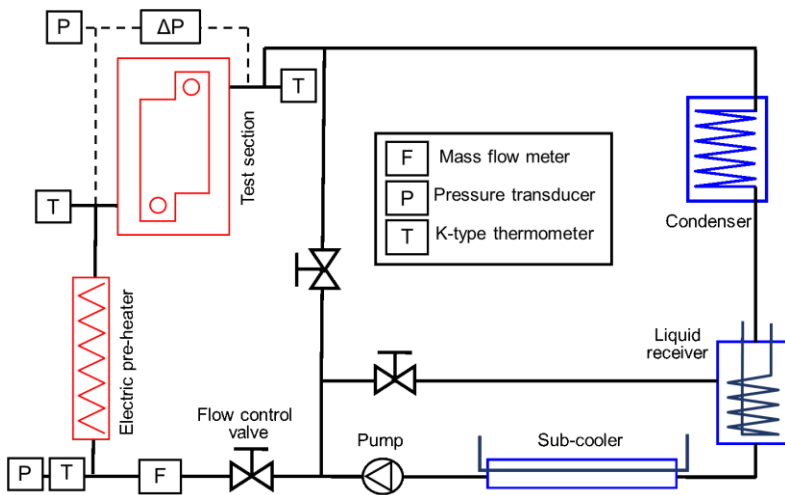 P
ΔP
T
Test section
F Mass flow meter
P Pressure transducer
T K-type thermometer
Condenser
T
Electric pre-heater
Liquid
receiver
Flow control
valve
Pump
Sub-cooler
P
T
F